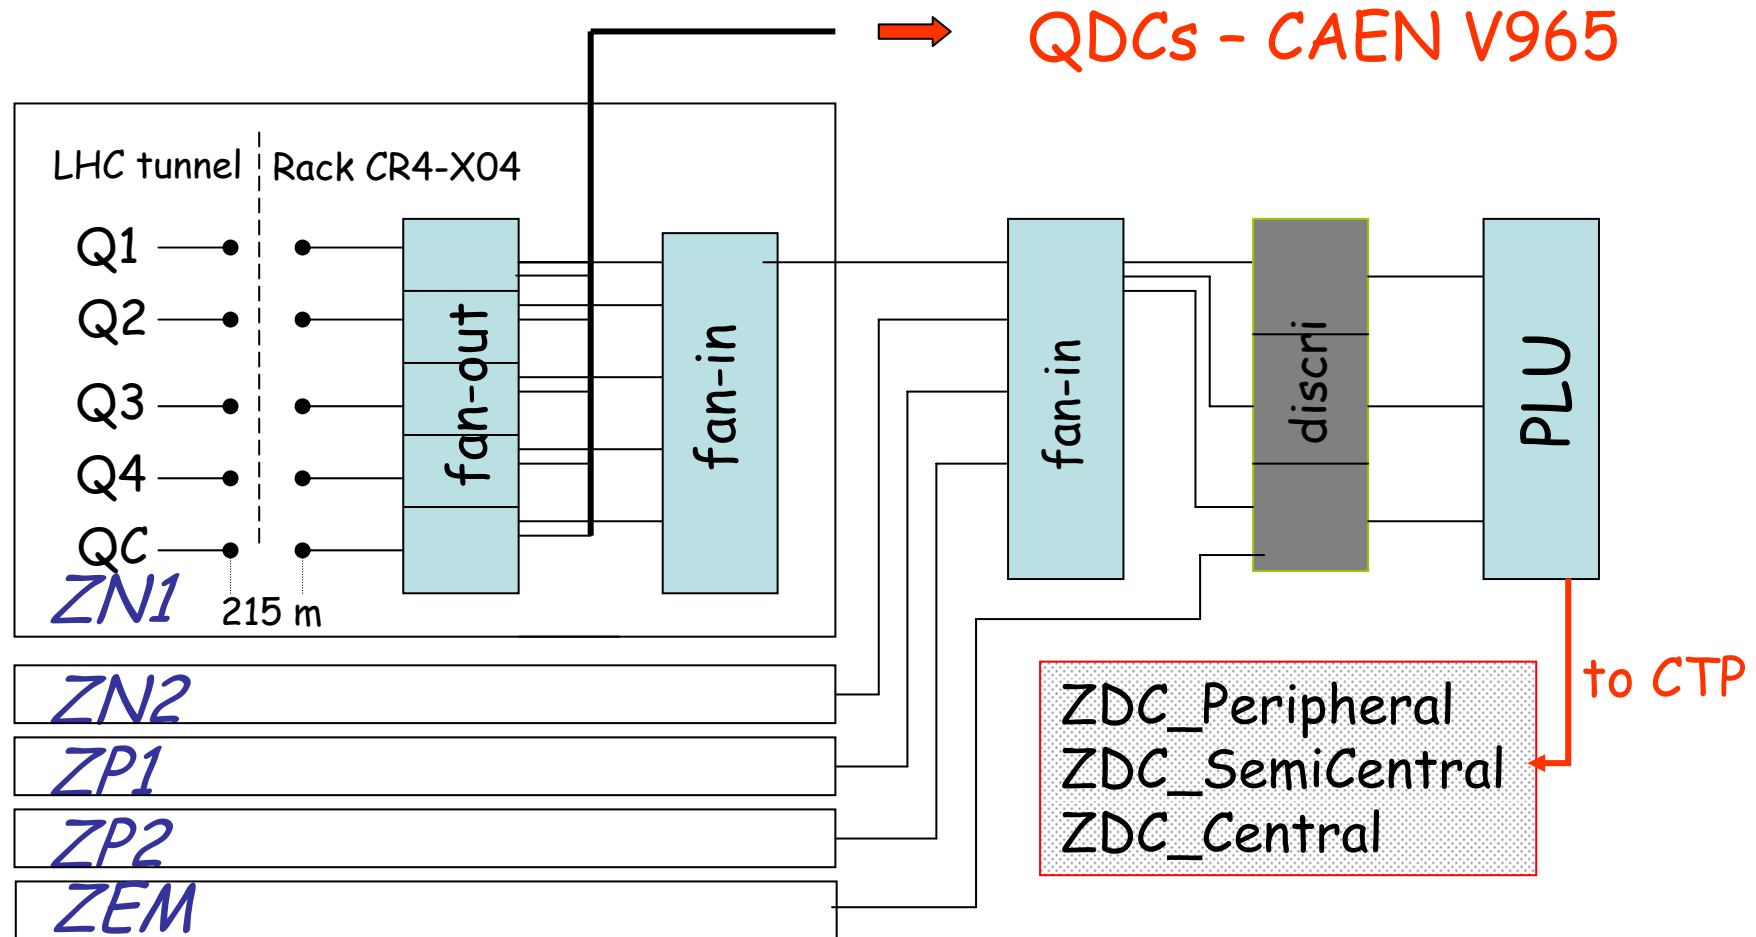 QDCs – CAEN V965
LHC tunnel
Rack CR4-X04
Q1
Q2
Q3
Q4
QC
ZN1
215 m
fan-out
fan-in
fan-in
discri
PLU
to CTP
ZN2
ZP1
ZP2
ZEM
ZDC_Peripheral
ZDC_SemiCentral
ZDC_Central